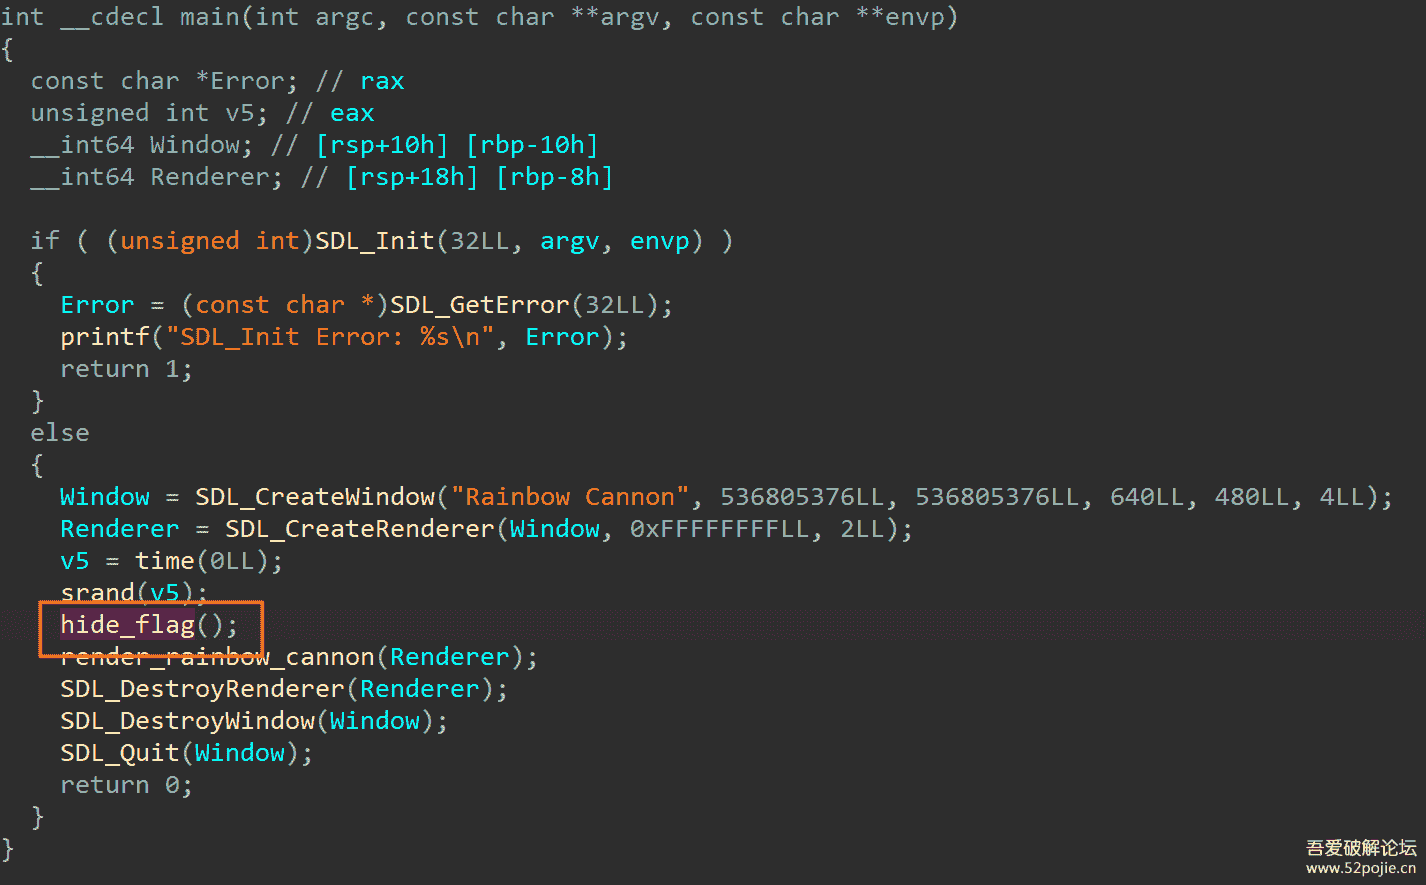 int __cdecl main(int argc, const char **argv, const char **envp)
{
  const char *Error; // rax
  unsigned int v5; // eax
  __int64 Window; // [rsp+10h] [rbp-10h]
  __int64 Renderer; // [rsp+18h] [rbp-8h]

  if ( (unsigned int)SDL_Init(32LL, argv, envp) )
  {
    Error = (const char *)SDL_GetError(32LL);
    printf("SDL_Init Error: %s\n", Error);
    return 1;
  }
  else
  {
    Window = SDL_CreateWindow("Rainbow Cannon", 536805376LL, 536805376LL, 640LL, 480LL, 4LL);
    Renderer = SDL_CreateRenderer(Window, 0xFFFFFFFFLL, 2LL);
    v5 = time(0LL);
    srand(v5);
    hide_flag();
    render_rainbow_cannon(Renderer);
    SDL_DestroyRenderer(Renderer);
    SDL_DestroyWindow(Window);
    SDL_Quit(Window);
    return 0;
  }
}
吾爱破解论坛
www.52pojie.cn